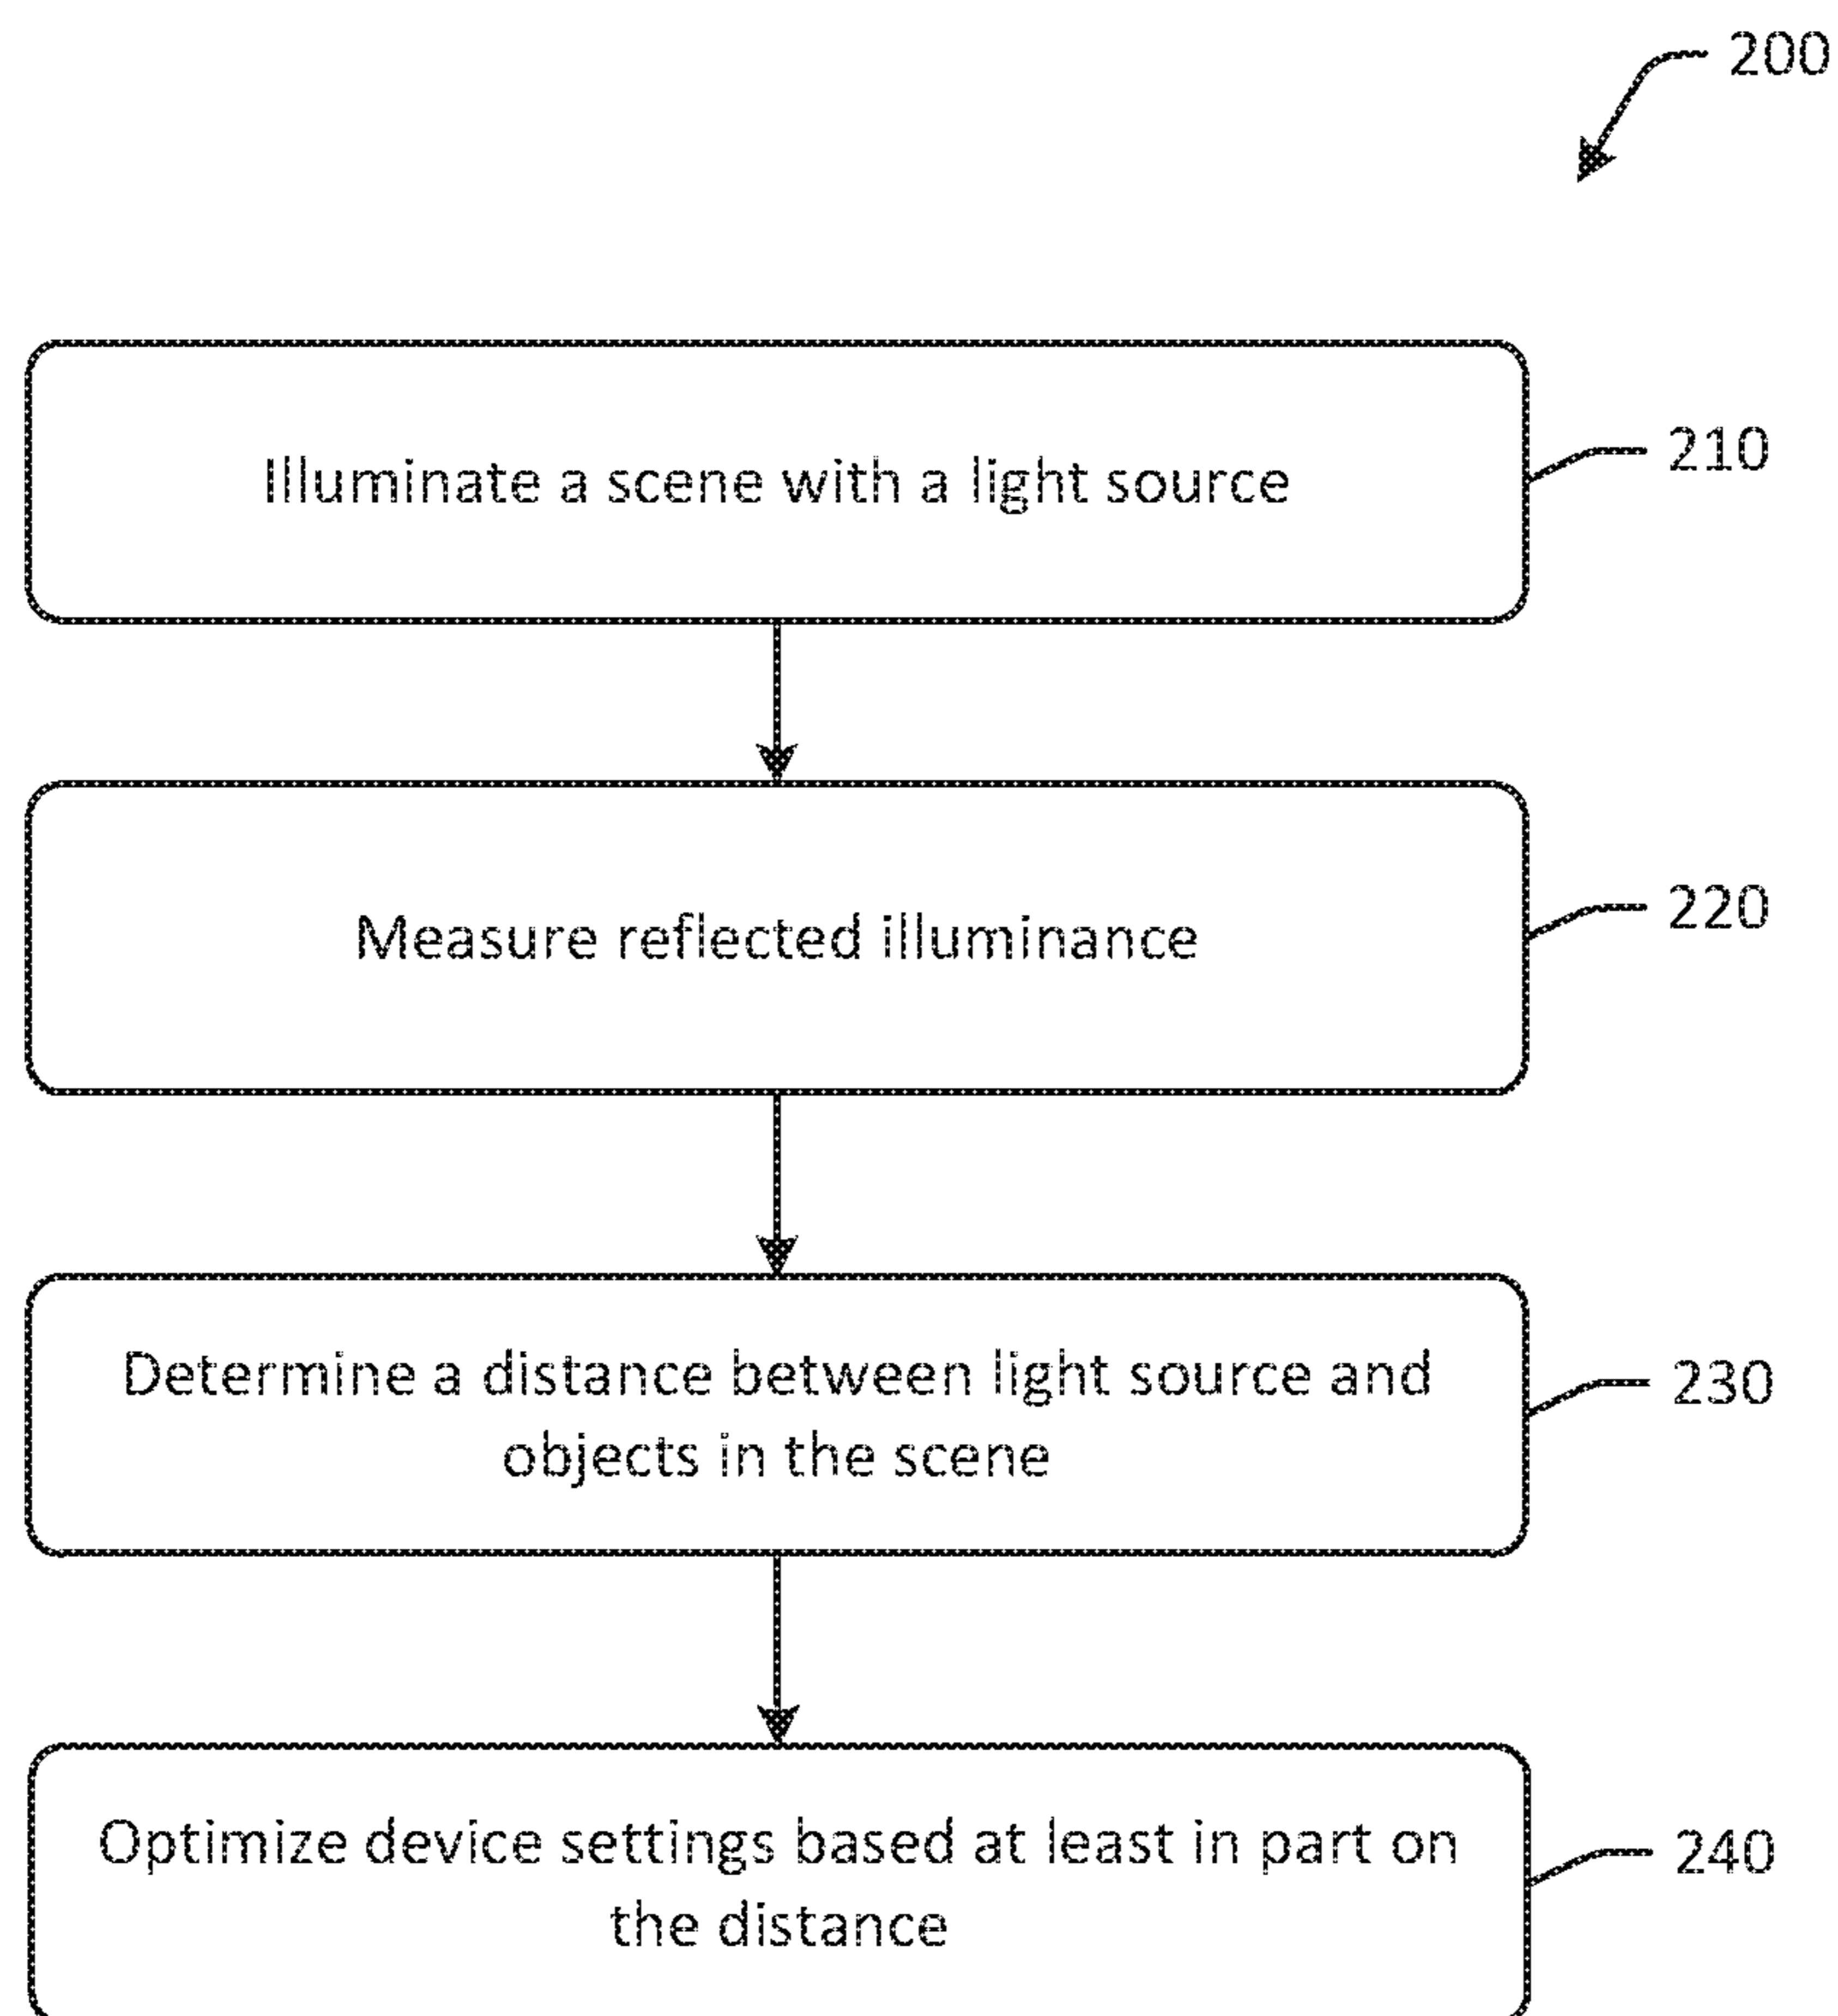 200
Illuminate a scene with a light source
210
Measure reflected illuminance
220
Determine a distance between light source and
objects in the scene
230
Optimize device settings based at least in part on
the distance
240